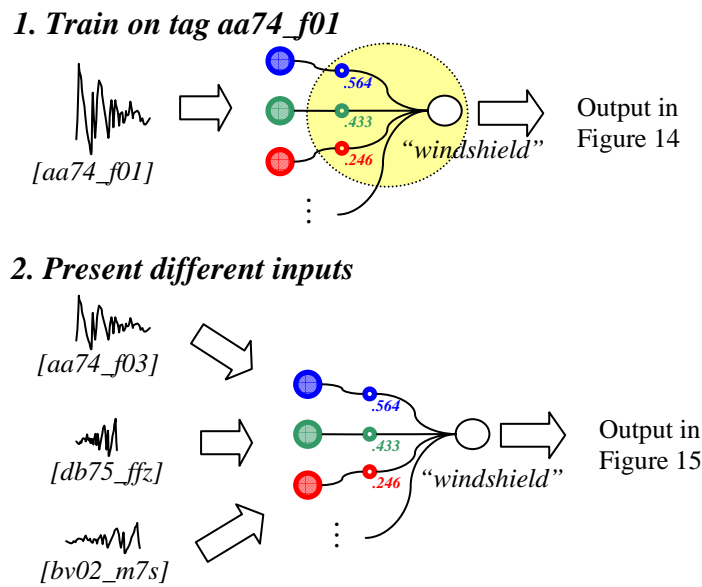 1. Train on tag aa74_f01
.564
.433
.246
[aa74_f01]
"windshield"
Output in
Figure 14
2. Present different inputs
[aa74_f03]
[db75_ffz]
[bv02_m7s]
.564
.433
.246
"windshield"
Output in
Figure 15